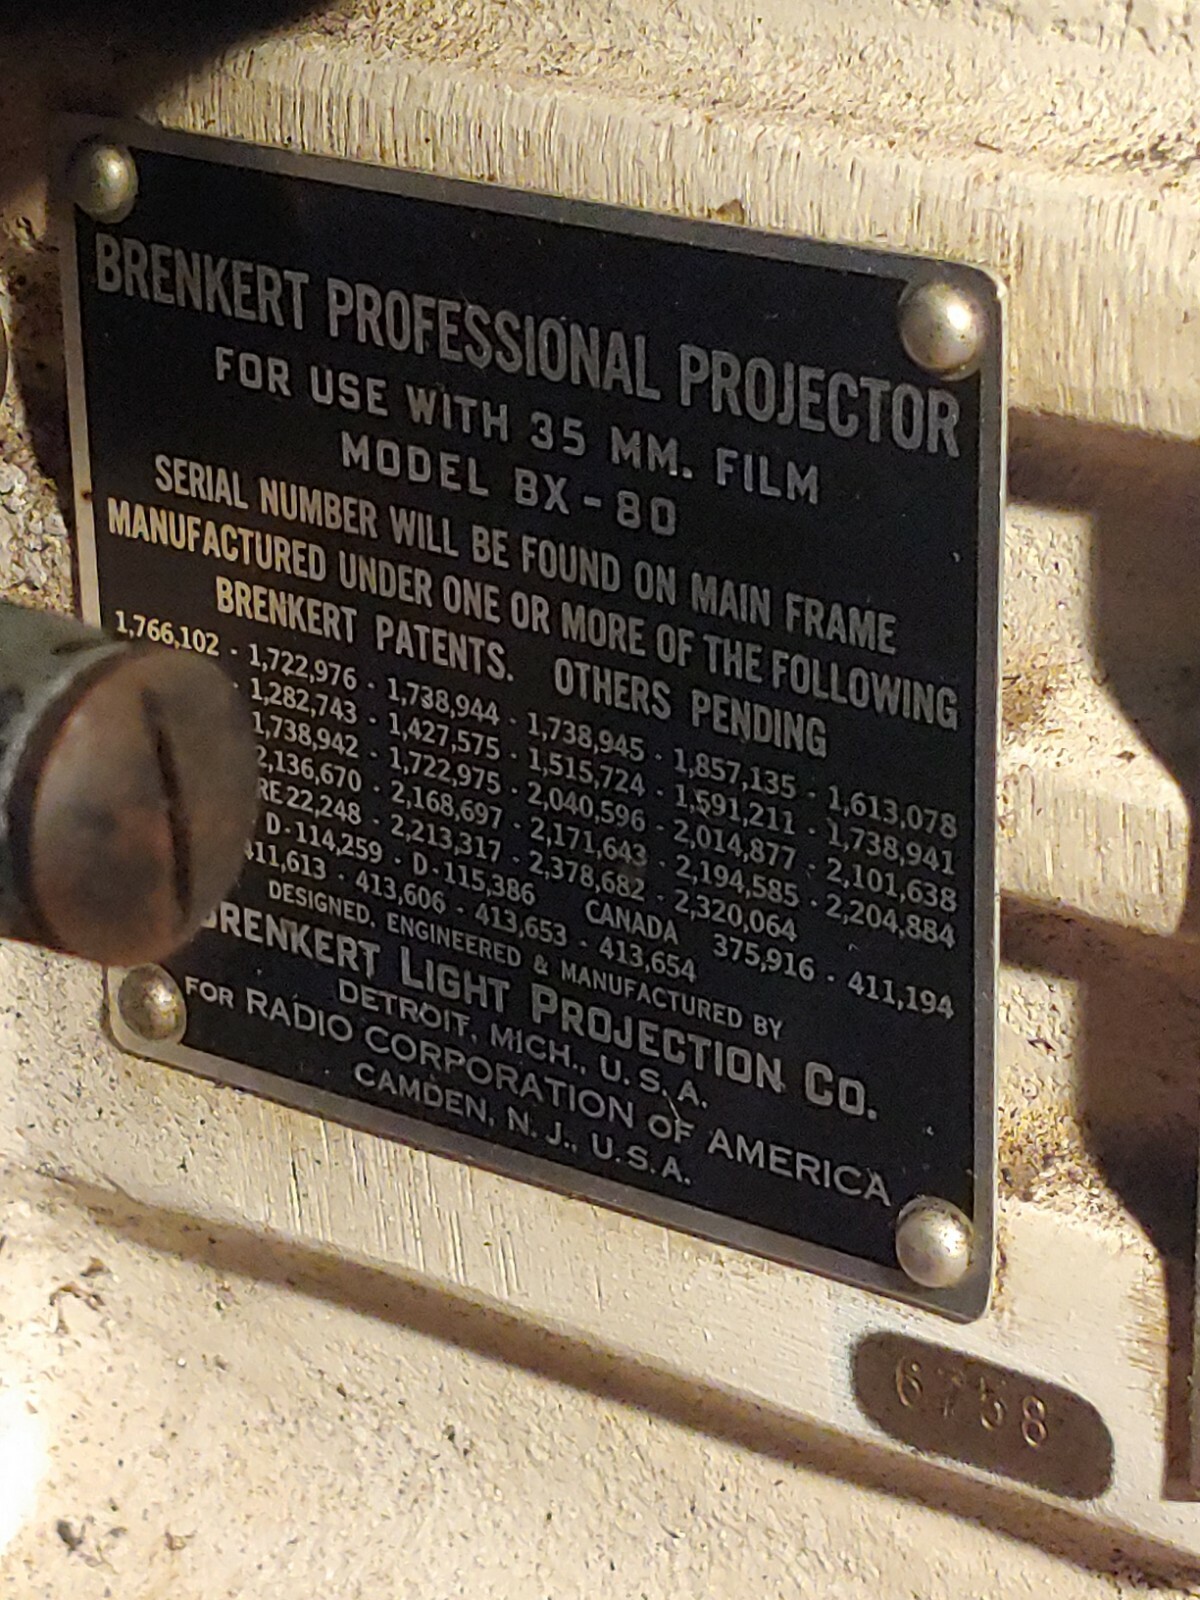 BRENKERT PROFESSIONAL PROJECTOR
FOR USE WITH 35 MM. FILM
MODEL BX-80
SERIAL NUMBER WILL BE FOUND ON MAIN FRAME
MANUFACTURED UNDER ONE OR MORE OF THE FOLLOWING
BRENKERT PATENTS. OTHERS PENDING
1,766,102 - 1,722,976 - 1,738,944 - 1,738,945 - 1,857,135 - 1,613,078
- 1,282,743 - 1,427,575 - 1,515,724 - 1,591,211 - 1,738,941
1,738,942 - 1,722,975 - 2,040,596 - 2,014,877 - 2,101,638
2,136,670 - 2,168,697 - 2,171,643 - 2,194,585 - 2,204,884
RE 22,248 - 2,213,317 - 2,378,682 - 2,320,064
D-114,259 - D-115,386 CANADA 375,916 - 411,194
411,613 - 413,606 - 413,653 - 413,654
DESIGNED, ENGINEERED & MANUFACTURED BY
BRENKERT LIGHT PROJECTION CO.
DETROIT, MICH., U.S.A.
FOR RADIO CORPORATION OF AMERICA
CAMDEN, N.J., U.S.A.
6758